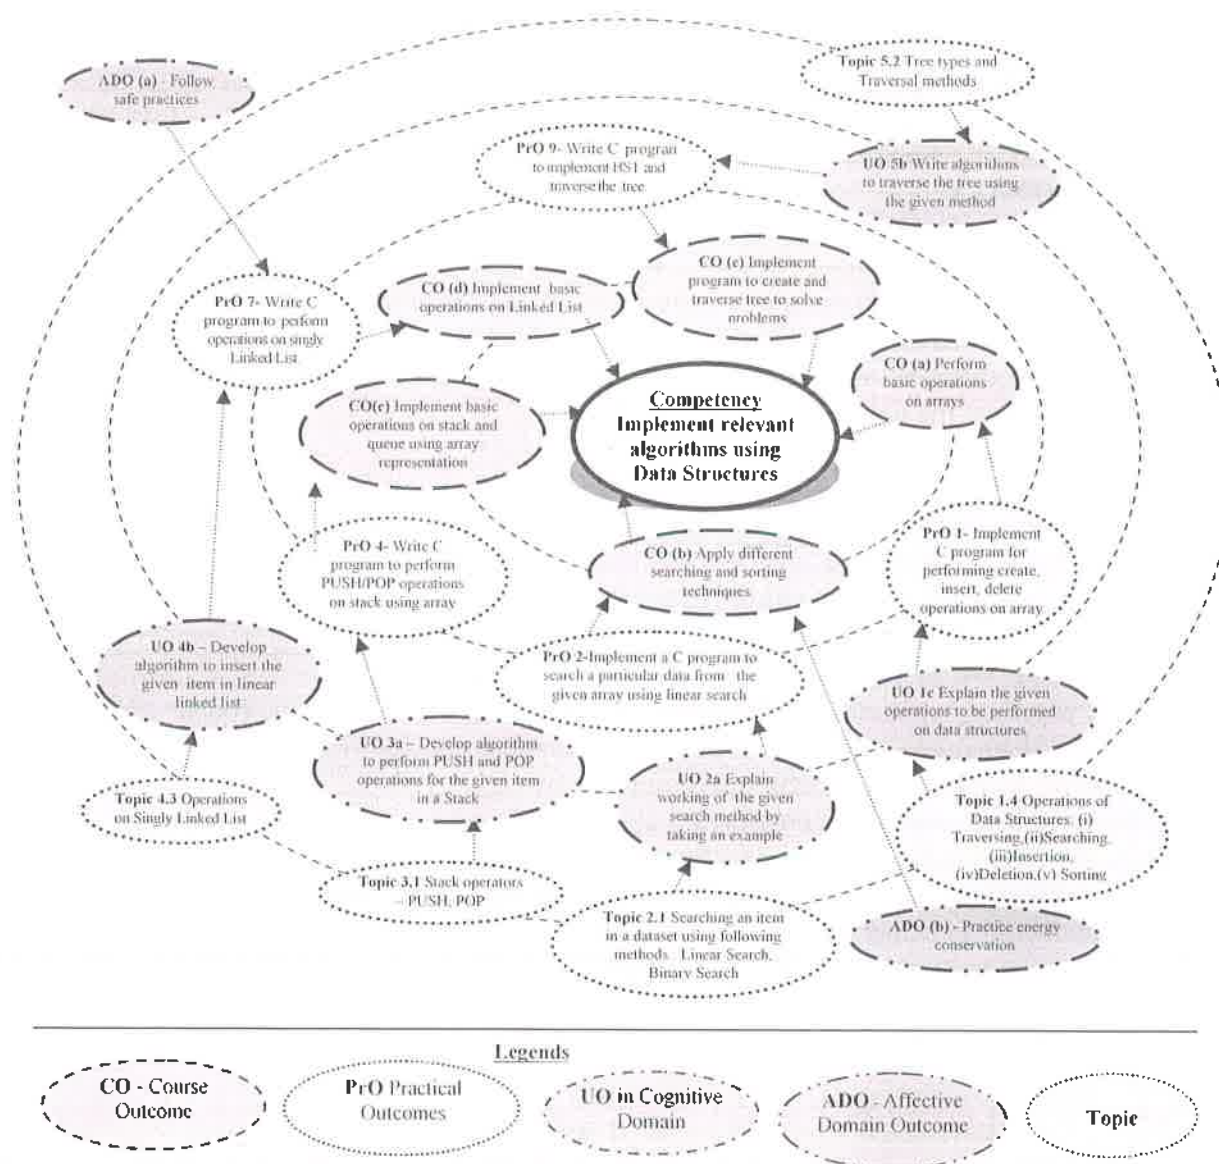 ADO (a) - Follow
safe practices
Topic 5.2 Tree types and
Traversal methods
PrO 9- Write C program
to implement BST and
traverse the tree.
UO 5b Write algorithms
to traverse the tree using
the given method
PrO 7- Write C
program to perform
operations on singly
Linked List
CO (d) Implement basic
operations on Linked List
CO (e) Implement
program to create and
traverse tree to solve
problems
CO (a) Perform
basic operations
on arrays
CO(c) Implement basic
operations on stack and
queue using array
representation
Competency
Implement relevant
algorithms using
Data Structures
PrO 4- Write C
program to perform
PUSH/POP operations
on stack using array
CO (b) Apply different
searching and sorting
techniques
PrO 1- Implement
C program for
performing create,
insert, delete
operations on array
UO 4b – Develop
algorithm to insert the
given item in linear
linked list
PrO 2-Implement a C program to
search a particular data from the
given array using linear search
UO 1c Explain the given
operations to be performed
on data structures
UO 3a – Develop algorithm
to perform PUSH and POP
operations for the given item
in a Stack
UO 2a Explain
working of the given
search method by
taking an example
Topic 4.3 Operations
on Singly Linked List
Topic 1.4 Operations of
Data Structures, (i)
Traversing,(ii)Searching,
(iii)Insertion,
(iv)Deletion,(v) Sorting
Topic 3.1 Stack operators
– PUSH, POP
Topic 2.1 Searching an item
in a dataset using following
methods Linear Search,
Binary Search
ADO (b) - Practice energy
conservation
Legends
CO - Course
Outcome
PrO Practical
Outcomes
UO in Cognitive
Domain
ADO - Affective
Domain Outcome
Topic